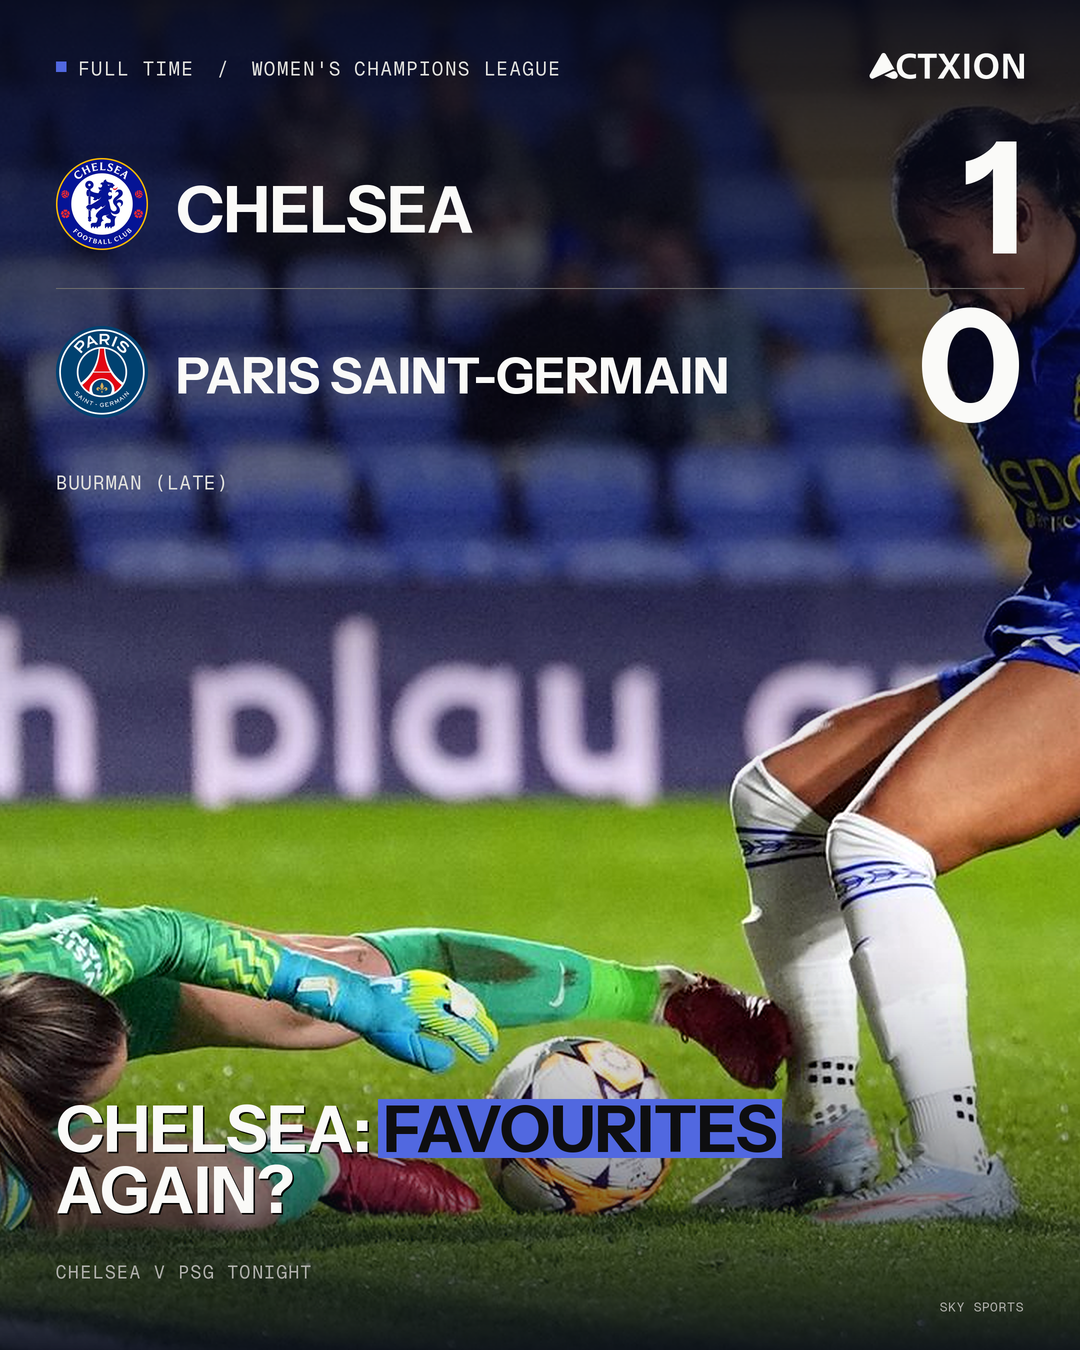 FULL TIME / WOMEN'S CHAMPIONS LEAGUE
ACTXION
CHELSEA
FOOTBALL CLUB
CHELSEA
1
PARIS
SAINT-GERMAIN
PARIS SAINT-GERMAIN
0
BUURMAN (LATE)
play
CHELSEA: FAVOURITES
AGAIN?
CHELSEA V PSG TONIGHT
SKY SPORTS